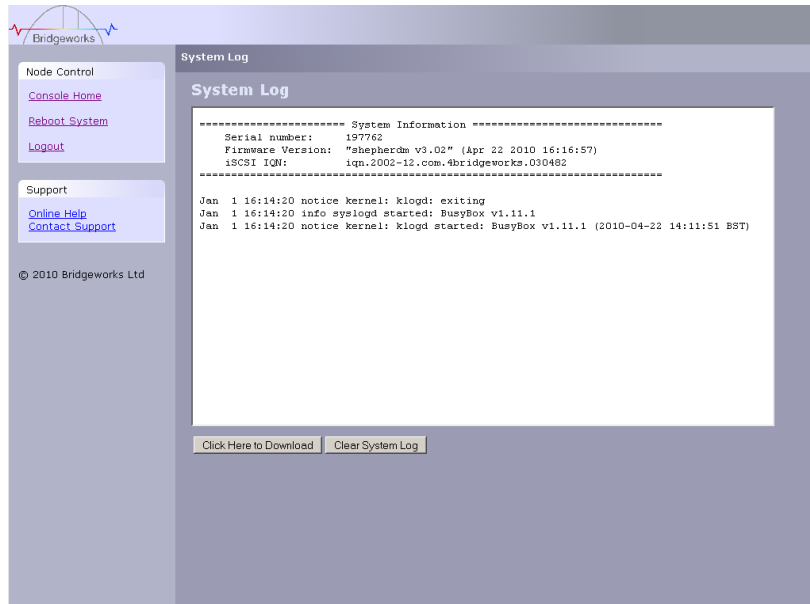 Bridgeworks
System Log
Node Control
Console Home
Reboot System
Logout
Support
Online Help
Contact Support
© 2010 Bridgeworks Ltd
System Log
======================= System Information ==============================
Serial number: 197762
Firmware Version: "shepherdm v3.02" (Apr 22 2010 16:16:57)
iSCSI IQN: iqn.2002-12.com.4bridgeworks.030482
=========================================================================
Jan 1 16:14:20 notice kernel: klogd: exiting
Jan 1 16:14:20 info syslogd started: BusyBox v1.11.1
Jan 1 16:14:20 notice kernel: klogd started: BusyBox v1.11.1 (2010-04-22 14:11:51 BST)
Click Here to Download
Clear System Log